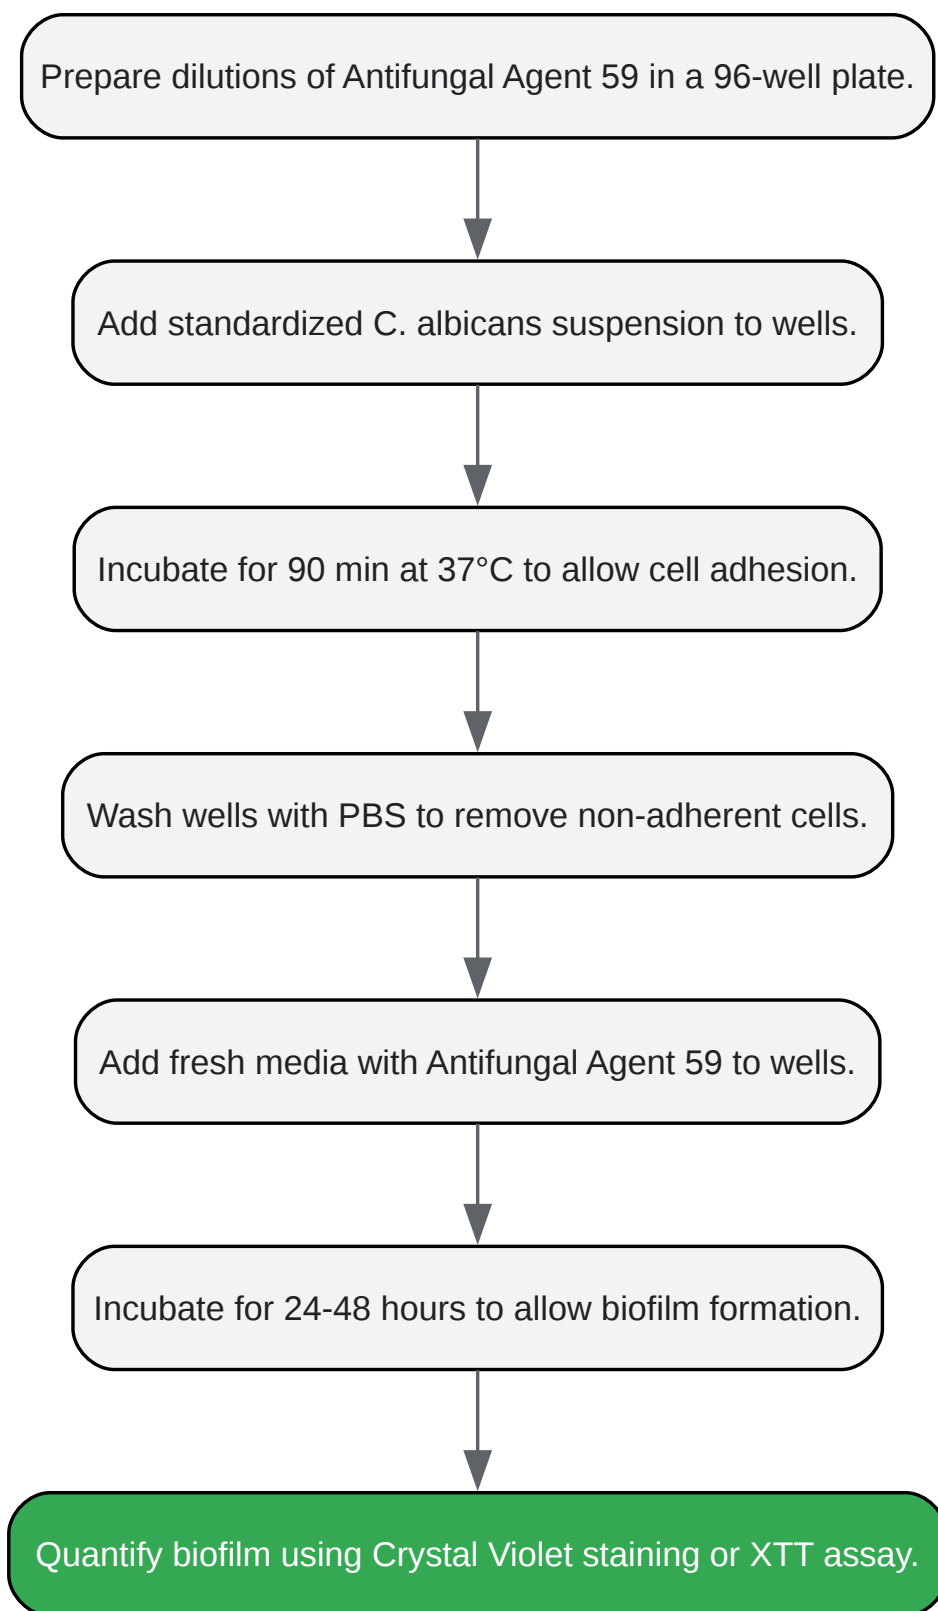 Prepare dilutions of Antifungal Agent 59 in a 96-well plate.
Add standardized C. albicans suspension to wells.
Incubate for 90 min at 37°C to allow cell adhesion.
Wash wells with PBS to remove non-adherent cells.
Add fresh media with Antifungal Agent 59 to wells.
Incubate for 24-48 hours to allow biofilm formation.
Quantify biofilm using Crystal Violet staining or XTT assay.